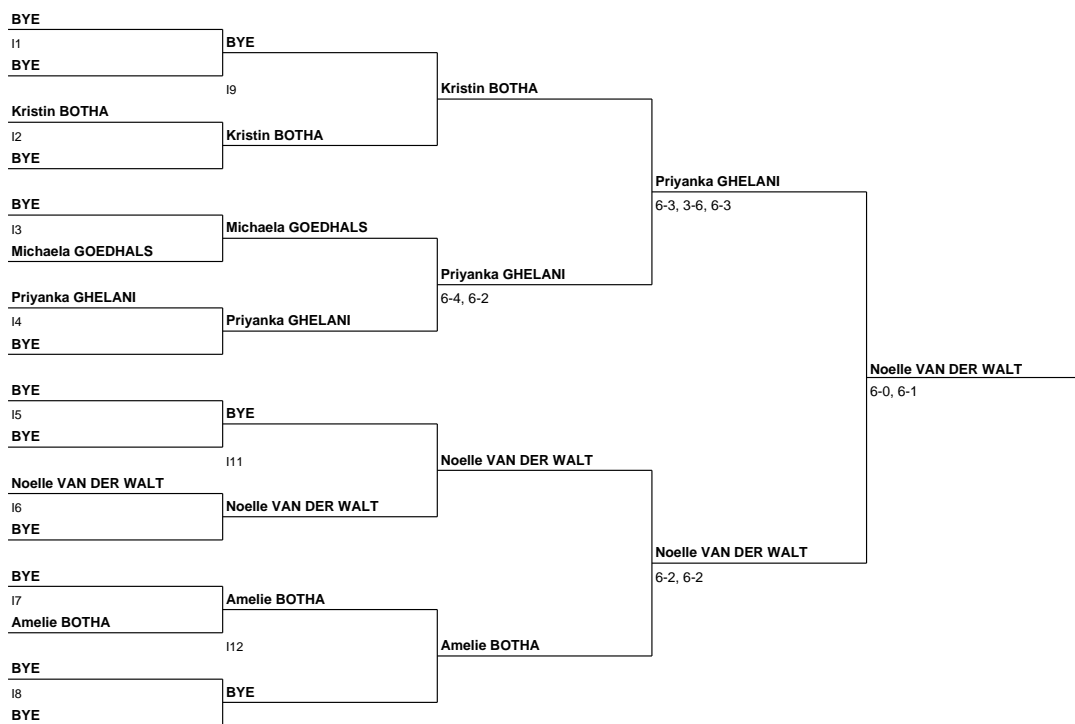 BYE
I1
BYE
Kristin BOTHA
I2
BYE
BYE
I3
Michaela GOEDHALS
Priyanka GHELANI
I4
BYE
BYE
I5
BYE
Noelle VAN DER WALT
I6
BYE
BYE
I7
Amelie BOTHA
BYE
I8
BYE
BYE
I9
Kristin BOTHA
Michaela GOEDHALS
Priyanka GHELANI
BYE
I11
Noelle VAN DER WALT
Amelie BOTHA
I12
BYE
Kristin BOTHA
Priyanka GHELANI
6-4, 6-2
Noelle VAN DER WALT
Amelie BOTHA
Priyanka GHELANI
6-3, 3-6, 6-3
Noelle VAN DER WALT
6-2, 6-2
Noelle VAN DER WALT
6-0, 6-1